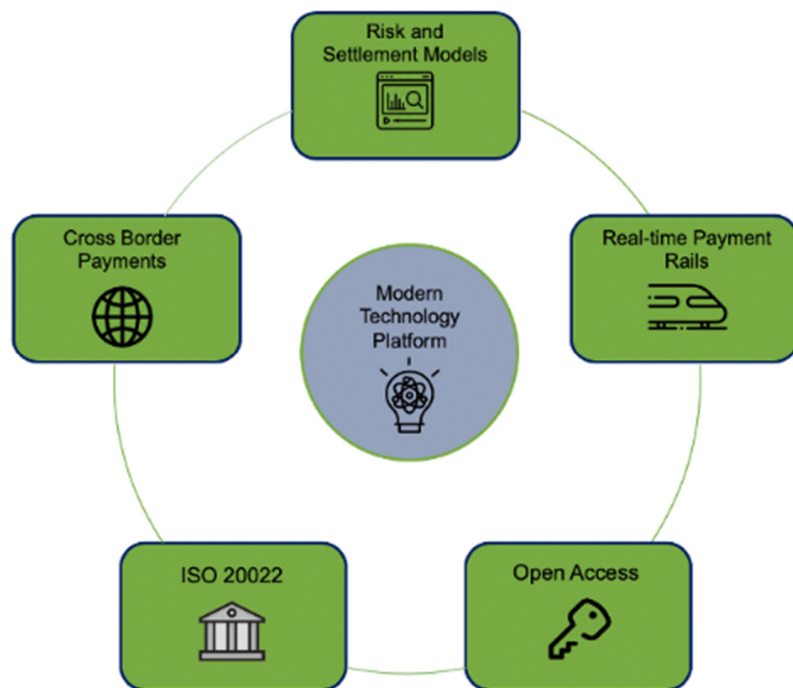 Risk and
Settlement Models
Cross Border
Payments
Real-time Payment
Rails
Modern
Technology
Platform
ISO 20022
Open Access